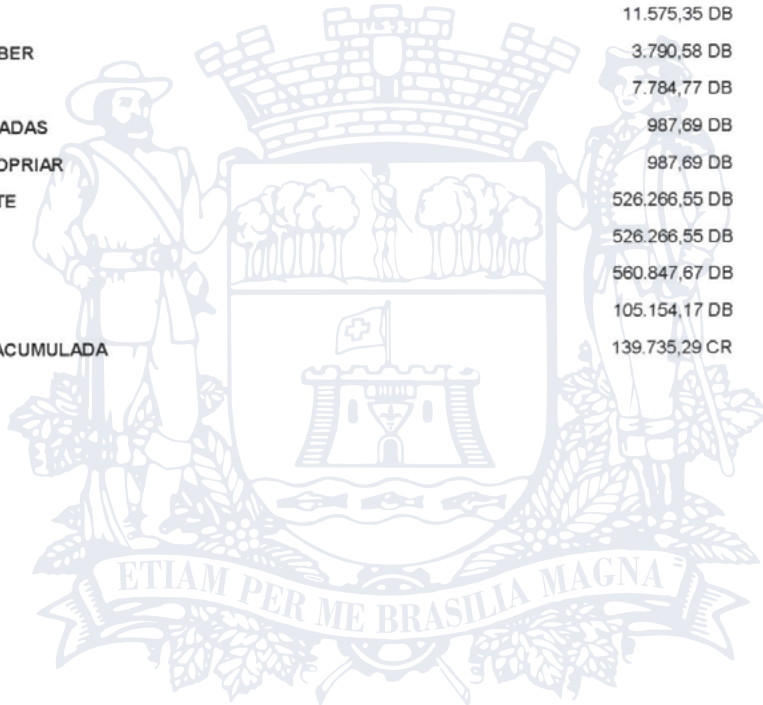 11.575,35 DB
BER 3.790,58 DB
7.784,77 DB
ADAS 987,69 DB
OPRIAR 987,69 DB
TE 526.266,55 DB
526.266,55 DB
560.847,67 DB
105.154,17 DB
ACUMULADA 139.735,29 CR
ETIAM PER ME BRASILIA MAGNA